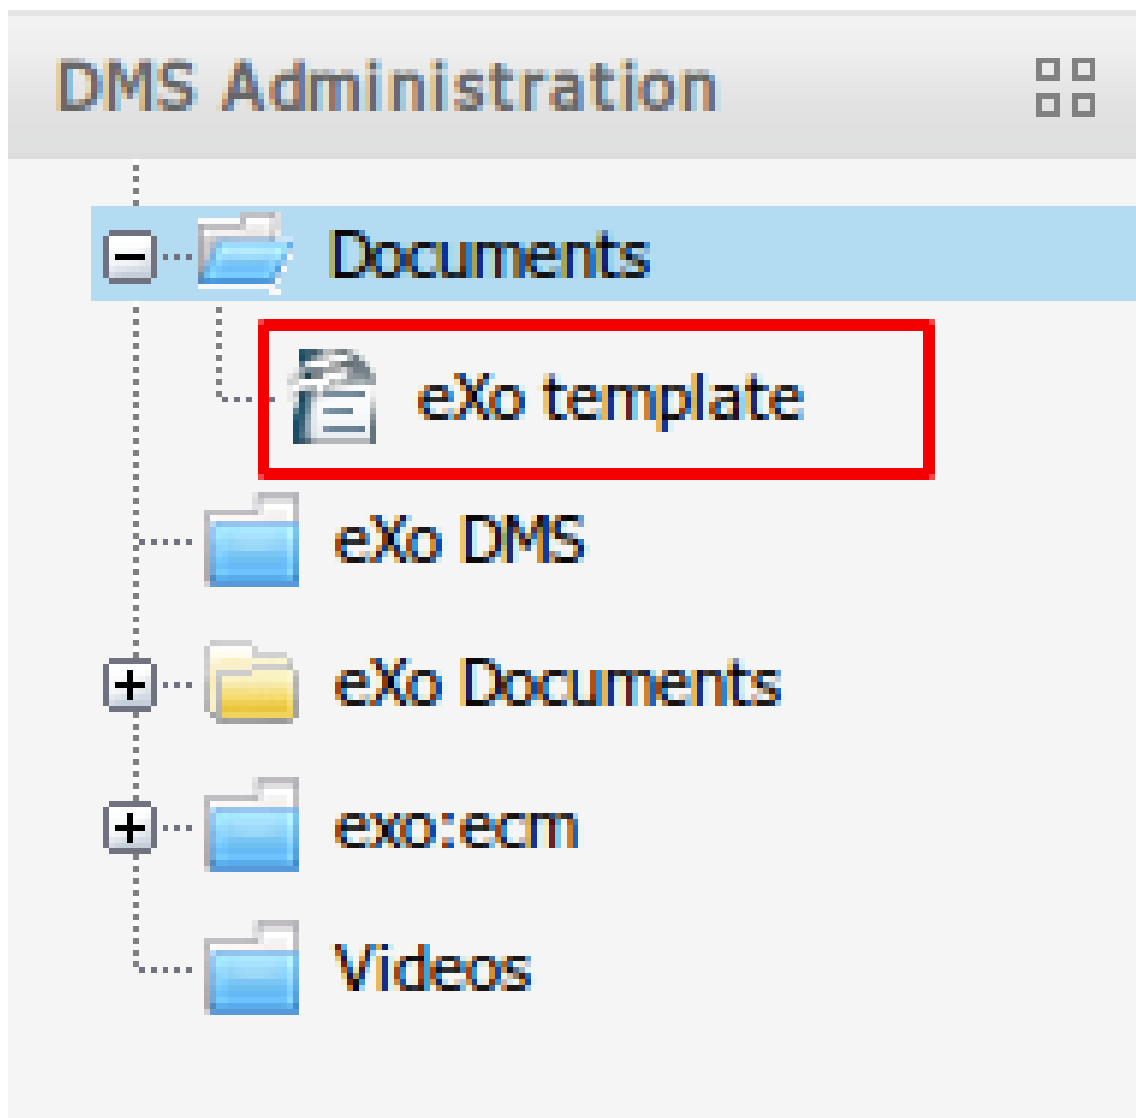 DMS Administration
Documents
eXo template
eXo DMS
eXo Documents
exo:ecm
Videos